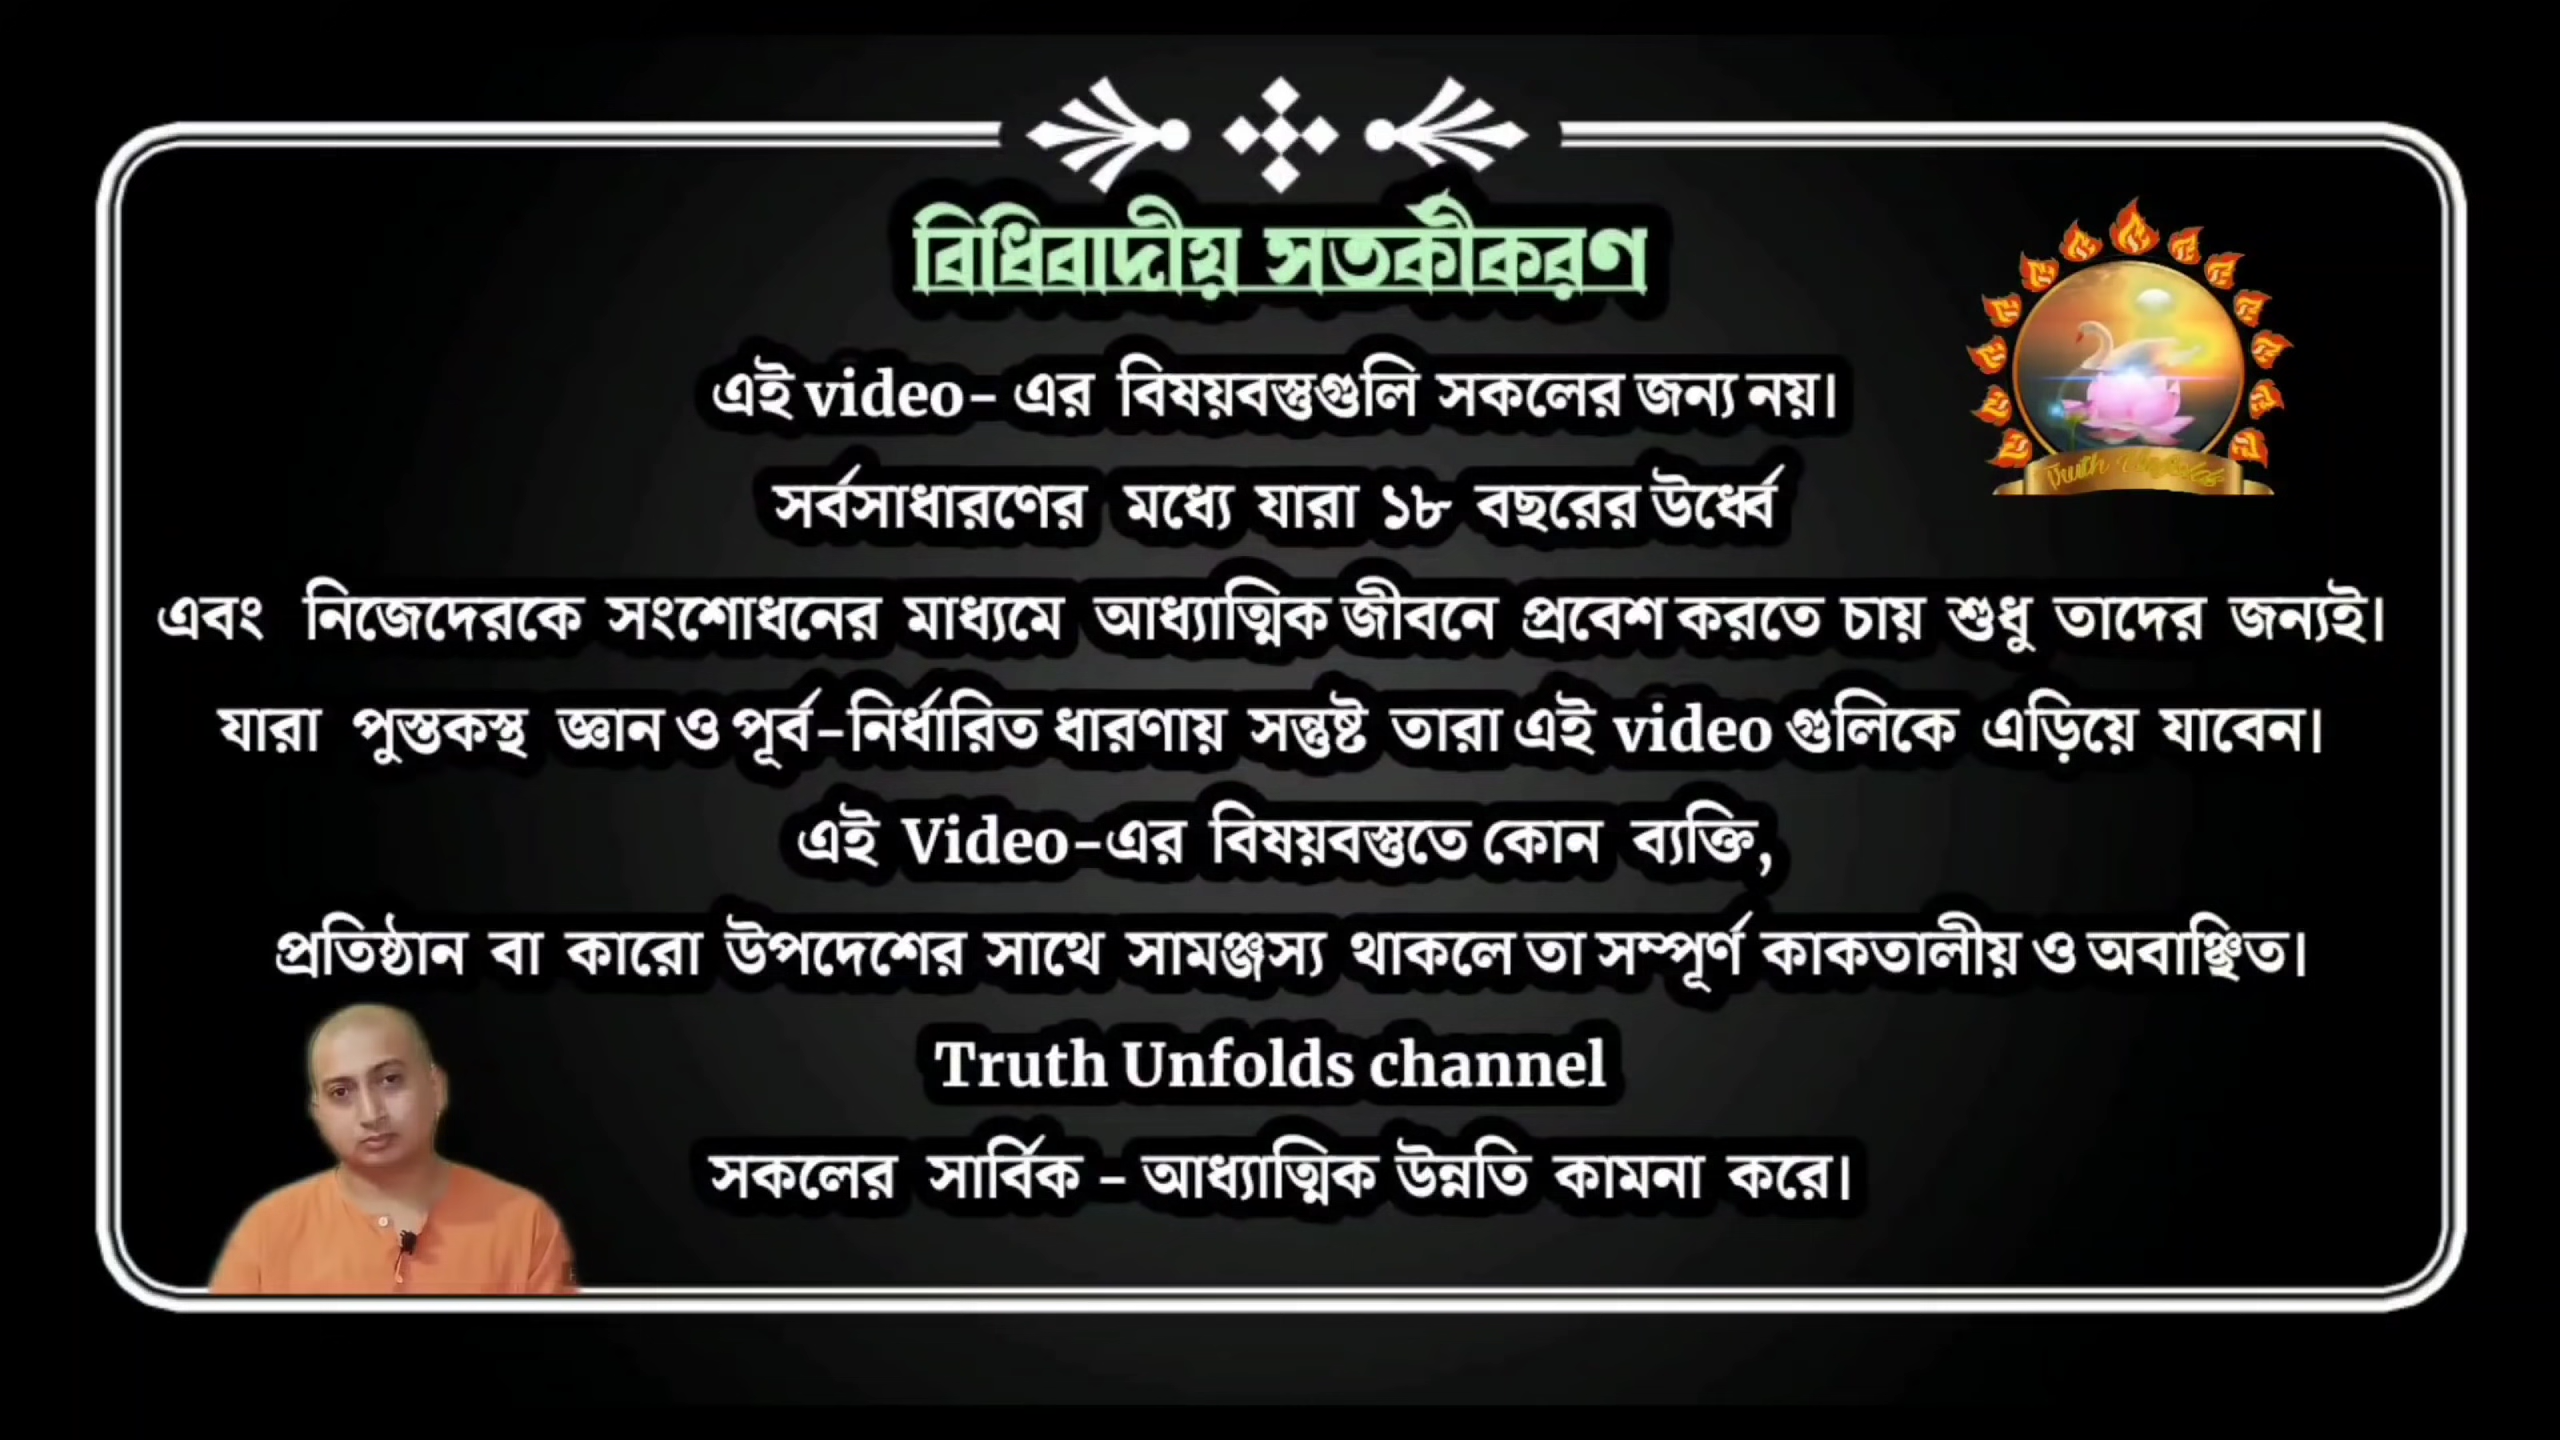 বিধিবাদীয় সতর্কীকরণ
এই video- এর বিষয়বস্তুগুলি সকলের জন্য নয়।
সর্বসাধারণের মধ্যে যারা ১৮ বছরের উর্ধ্বে
এবং নিজেদেরকে সংশোধনের মাধ্যমে আধ্যাত্মিক জীবনে প্রবেশ করতে চায় শুধু তাদের জন্যই।
যারা পুস্তকস্থ জ্ঞান ও পূর্ব-নির্ধারিত ধারণায় সন্তুষ্ট তারা এই video গুলিকে এড়িয়ে যাবেন।
এই Video-এর বিষয়বস্তুতে কোন ব্যক্তি,
প্রতিষ্ঠান বা কারো উপদেশের সাথে সামঞ্জস্য থাকলে তা সম্পূর্ণ কাকতালীয় ও অবাঞ্ছিত।
Truth Unfolds channel
সকলের সার্বিক - আধ্যাত্মিক উন্নতি কামনা করে।
Truth Unfolds